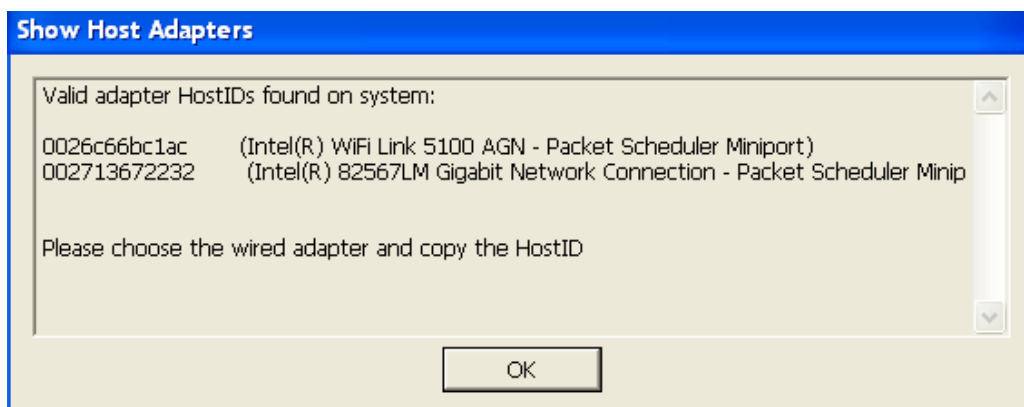 Show Host Adapters
Valid adapter HostIDs found on system:
0026c66bc1ac (Intel(R) WiFi Link 5100 AGN - Packet Scheduler Miniport)
002713672232 (Intel(R) 82567LM Gigabit Network Connection - Packet Scheduler Minip
Please choose the wired adapter and copy the HostID
OK